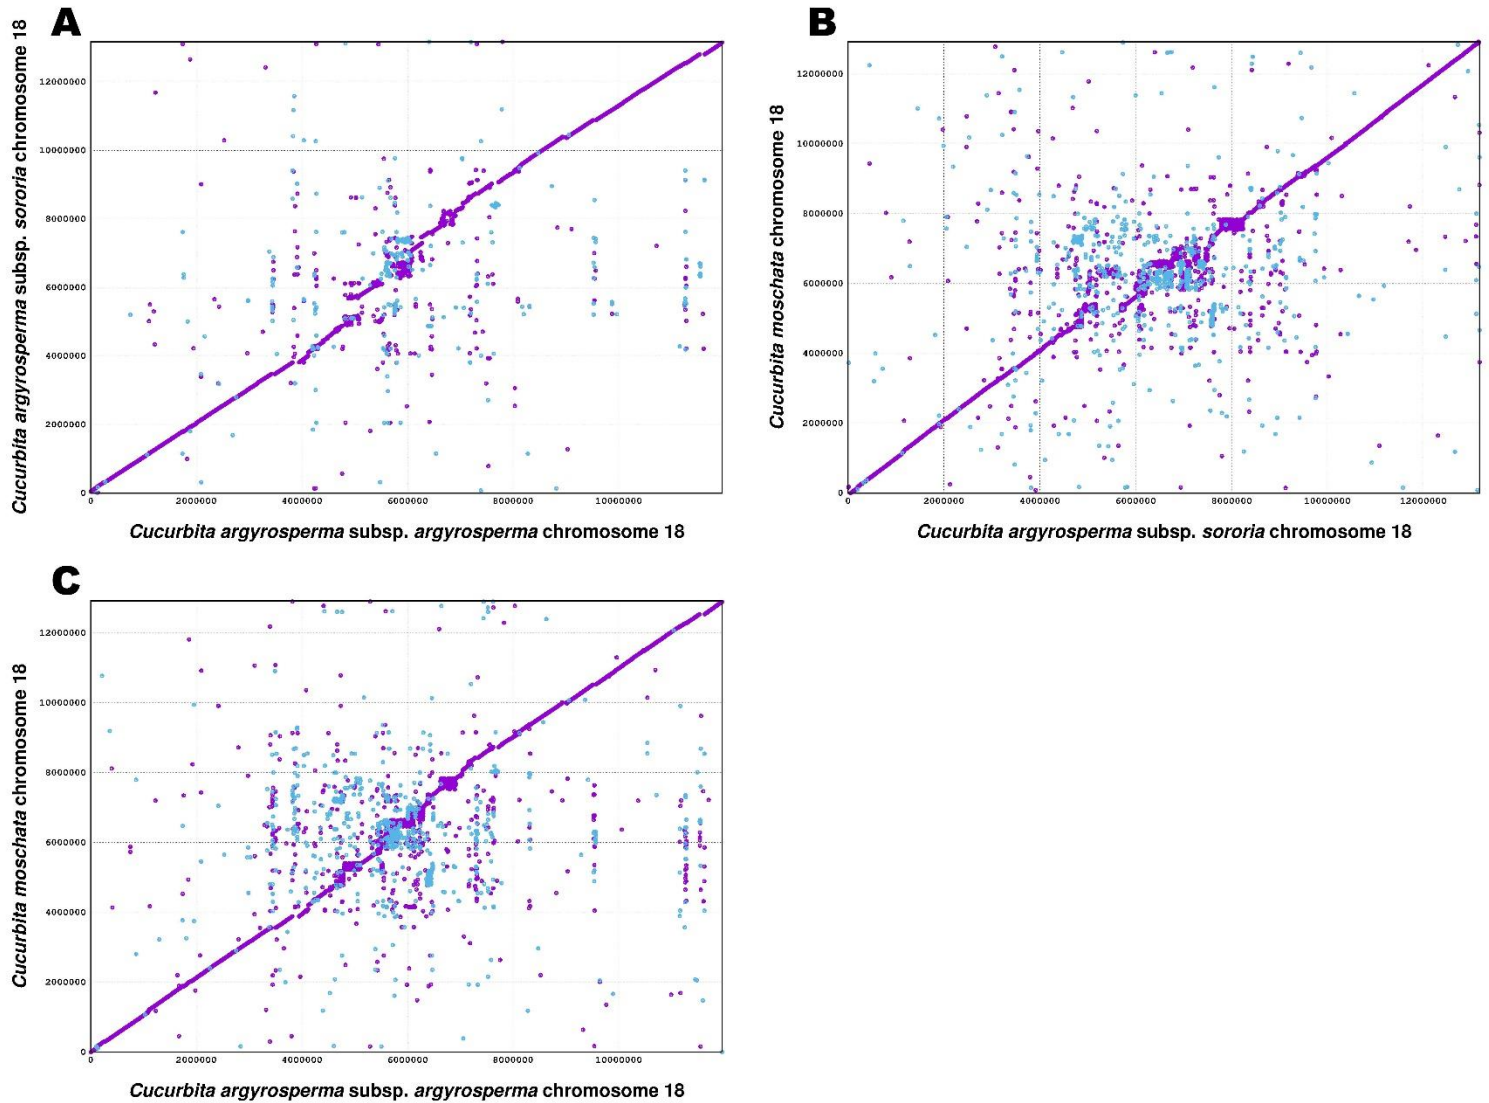 A
Cucurbita argyrosperma subsp. sororia chromosome 18
12000000
10000000
8000000
6000000
4000000
2000000
0
0 2000000 4000000 6000000 8000000 10000000
Cucurbita argyrosperma subsp. argyrosperma chromosome 18
B
Cucurbita moschata chromosome 18
12000000
10000000
8000000
6000000
4000000
2000000
0
0 2000000 4000000 6000000 8000000 10000000 12000000
Cucurbita argyrosperma subsp. sororia chromosome 18
C
Cucurbita moschata chromosome 18
12000000
10000000
8000000
6000000
4000000
2000000
0
0 2000000 4000000 6000000 8000000 10000000
Cucurbita argyrosperma subsp. argyrosperma chromosome 18